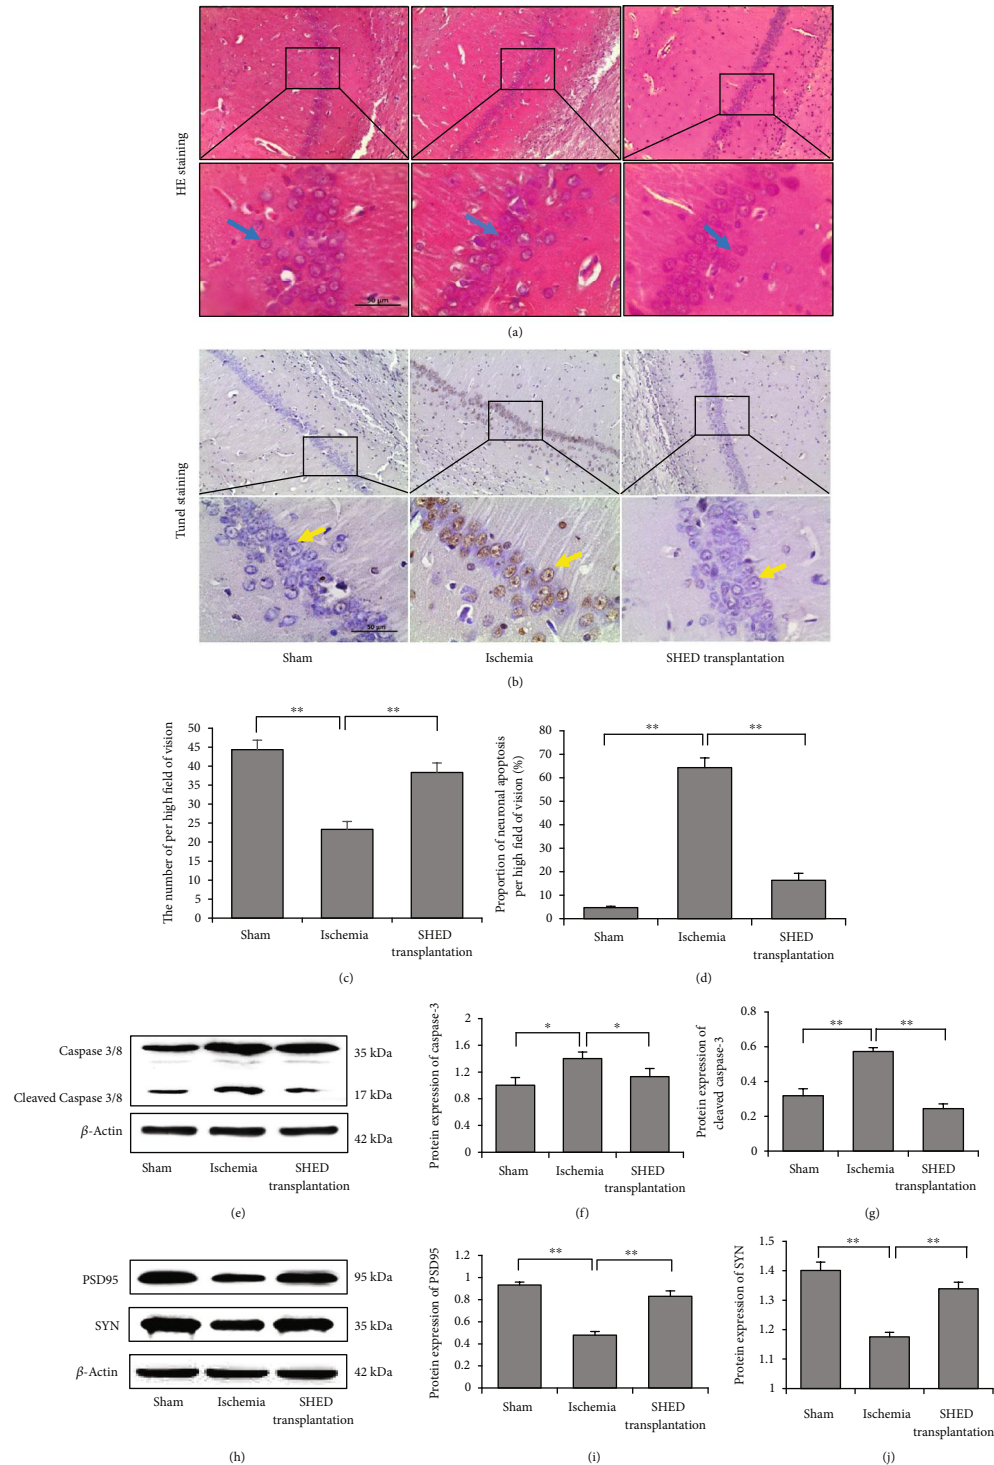 HE staining
50 μm
(a)
Tunel staining
50 μm
Sham
Ischemia
SHED transplantation
(b)
The number of per high field of vision
50
45
40
35
30
25
20
15
10
5
0
**
**
Sham
Ischemia
SHED
transplantation
(c)
Proportion of neuronal apoptosis
per high field of vision (%)
80
70
60
50
40
30
20
10
0
**
**
Sham
Ischemia
SHED
transplantation
(d)
Caspase 3/8
35 kDa
Cleaved Caspase 3/8
17 kDa
β-Actin
42 kDa
Sham
Ischemia
SHED
transplantation
(e)
Protein expression of caspase-3
2
1.6
1.2
0.8
0.4
0
*
*
Sham
Ischemia
SHED
transplantation
(f)
Protein expression of
cleaved caspase-3
0.8
0.6
0.4
0.2
0
**
**
Sham
Ischemia
SHED
transplantation
(g)
PSD95
95 kDa
SYN
35 kDa
β-Actin
42 kDa
Sham
Ischemia
SHED
transplantation
(h)
Protein expression of PSD95
1.2
1
0.8
0.6
0.4
0.2
0
**
**
Sham
Ischemia
SHED
transplantation
(i)
Protein expression of SYN
1.5
1.4
1.3
1.2
1.1
1
**
**
Sham
Ischemia
SHED
transplantation
(j)